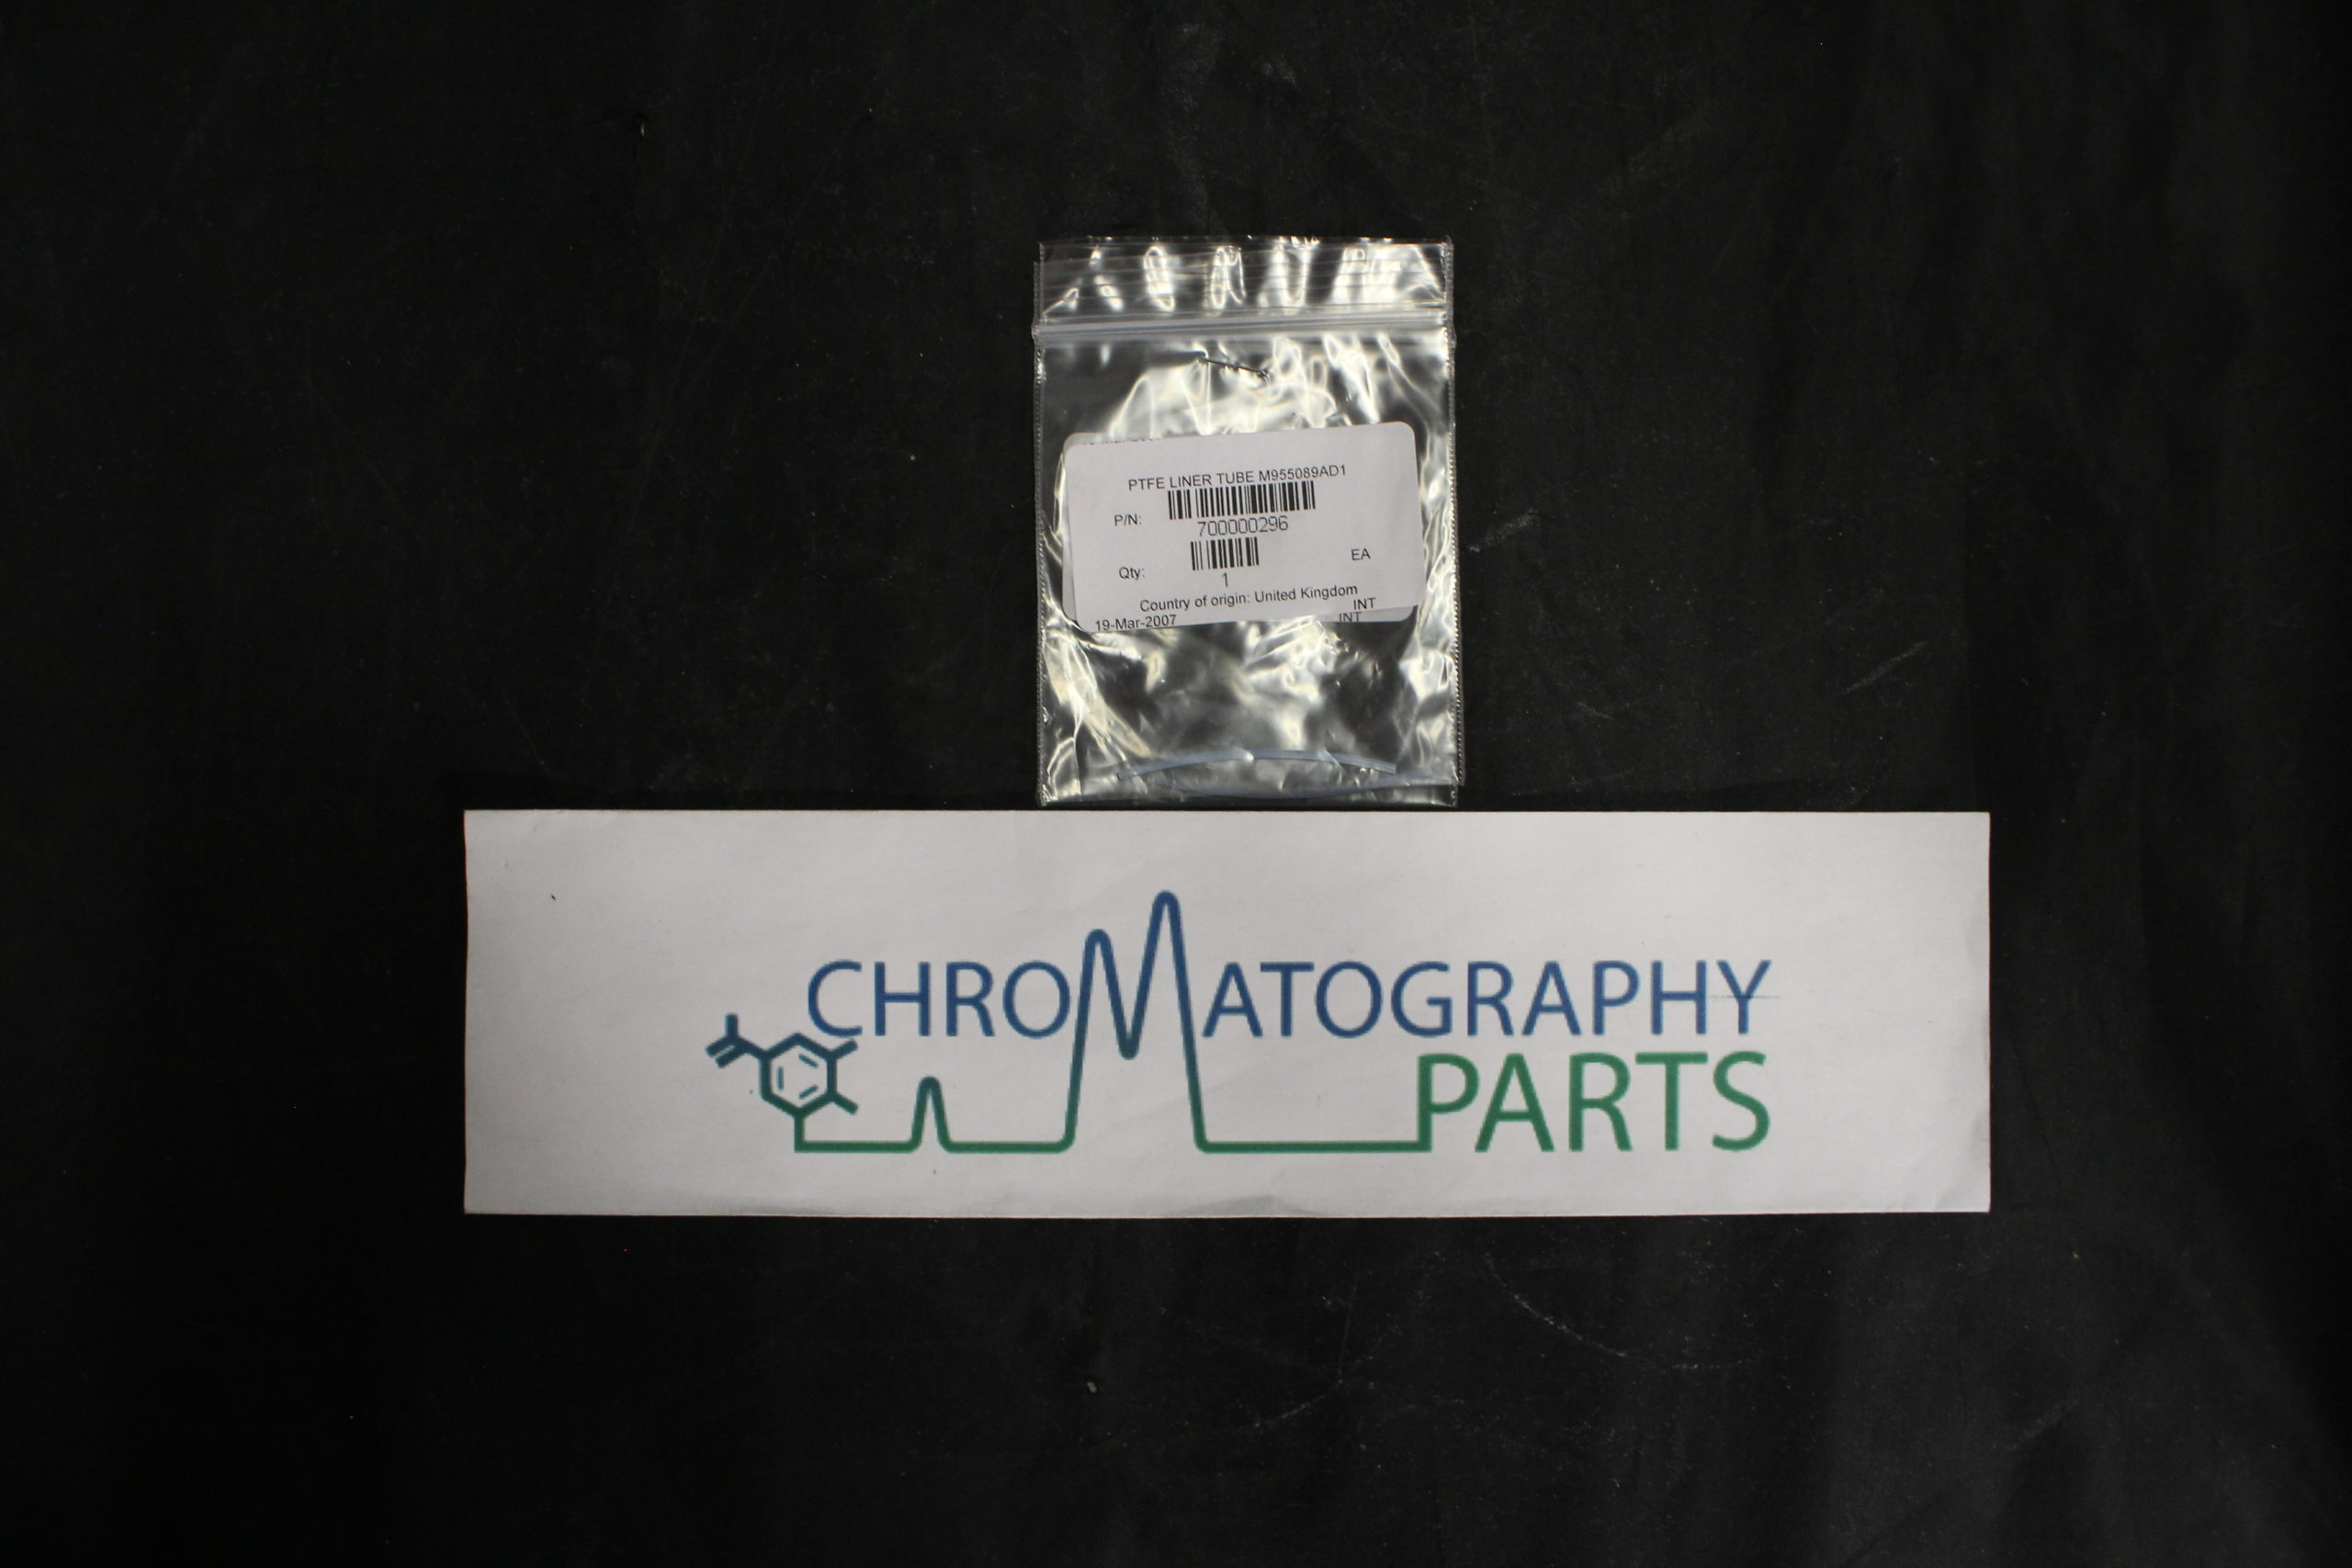 PTFE LINER TUBE M955089AD1
P/N:
700000296
EA
Qty:
1
Country of origin: United Kingdom
INT
19-Mar-2007
INT
CHROMATOGRAPHY
PARTS